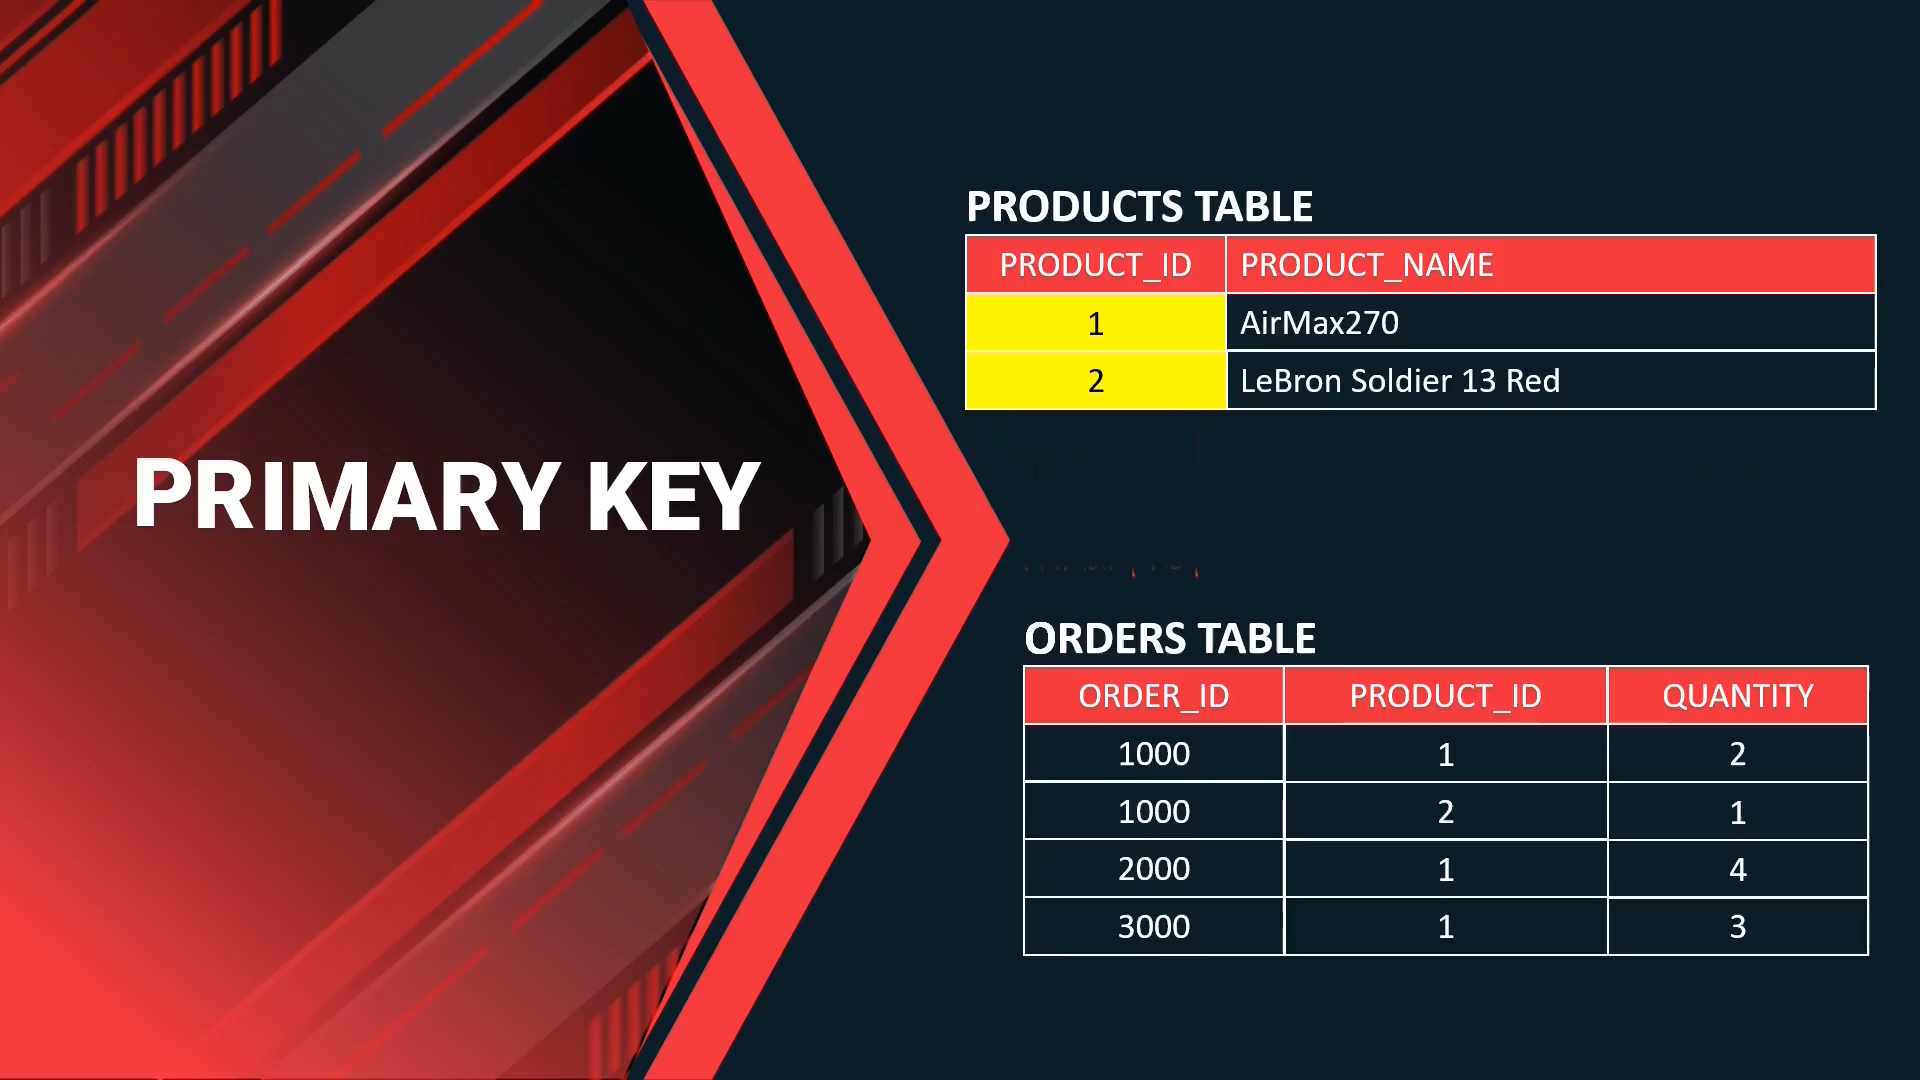 PRIMARY KEY
PRODUCTS TABLE
PRODUCT_ID PRODUCT_NAME
1 AirMax270
2 LeBron Soldier 13 Red
ORDERS TABLE
ORDER_ID PRODUCT_ID QUANTITY
1000 1 2
1000 2 1
2000 1 4
3000 1 3